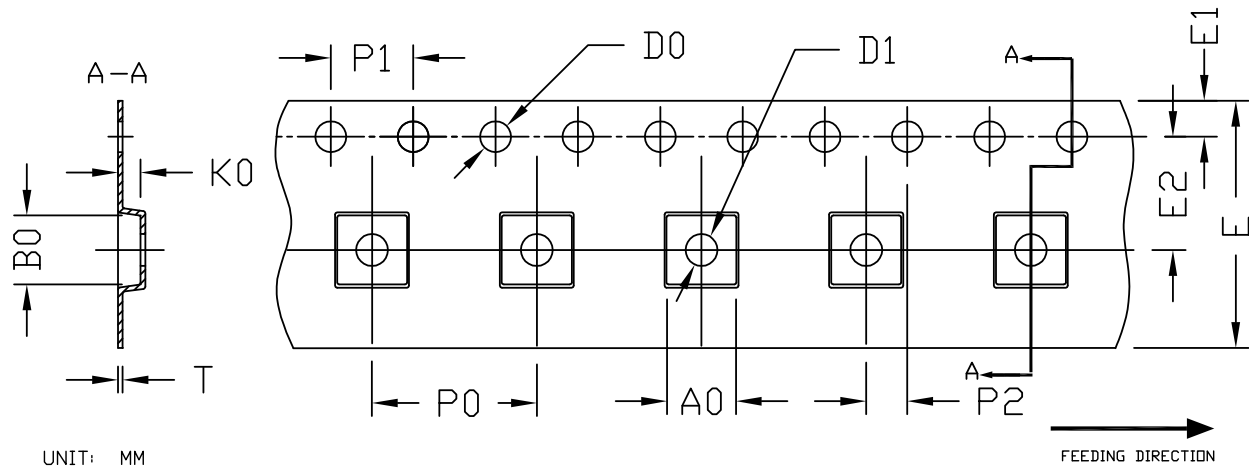 P1
D0
D1
A
E1
A-A
K0
E2
E
B0
A
T
P0
A0
P2
UNIT: MM
FEEDING DIRECTION